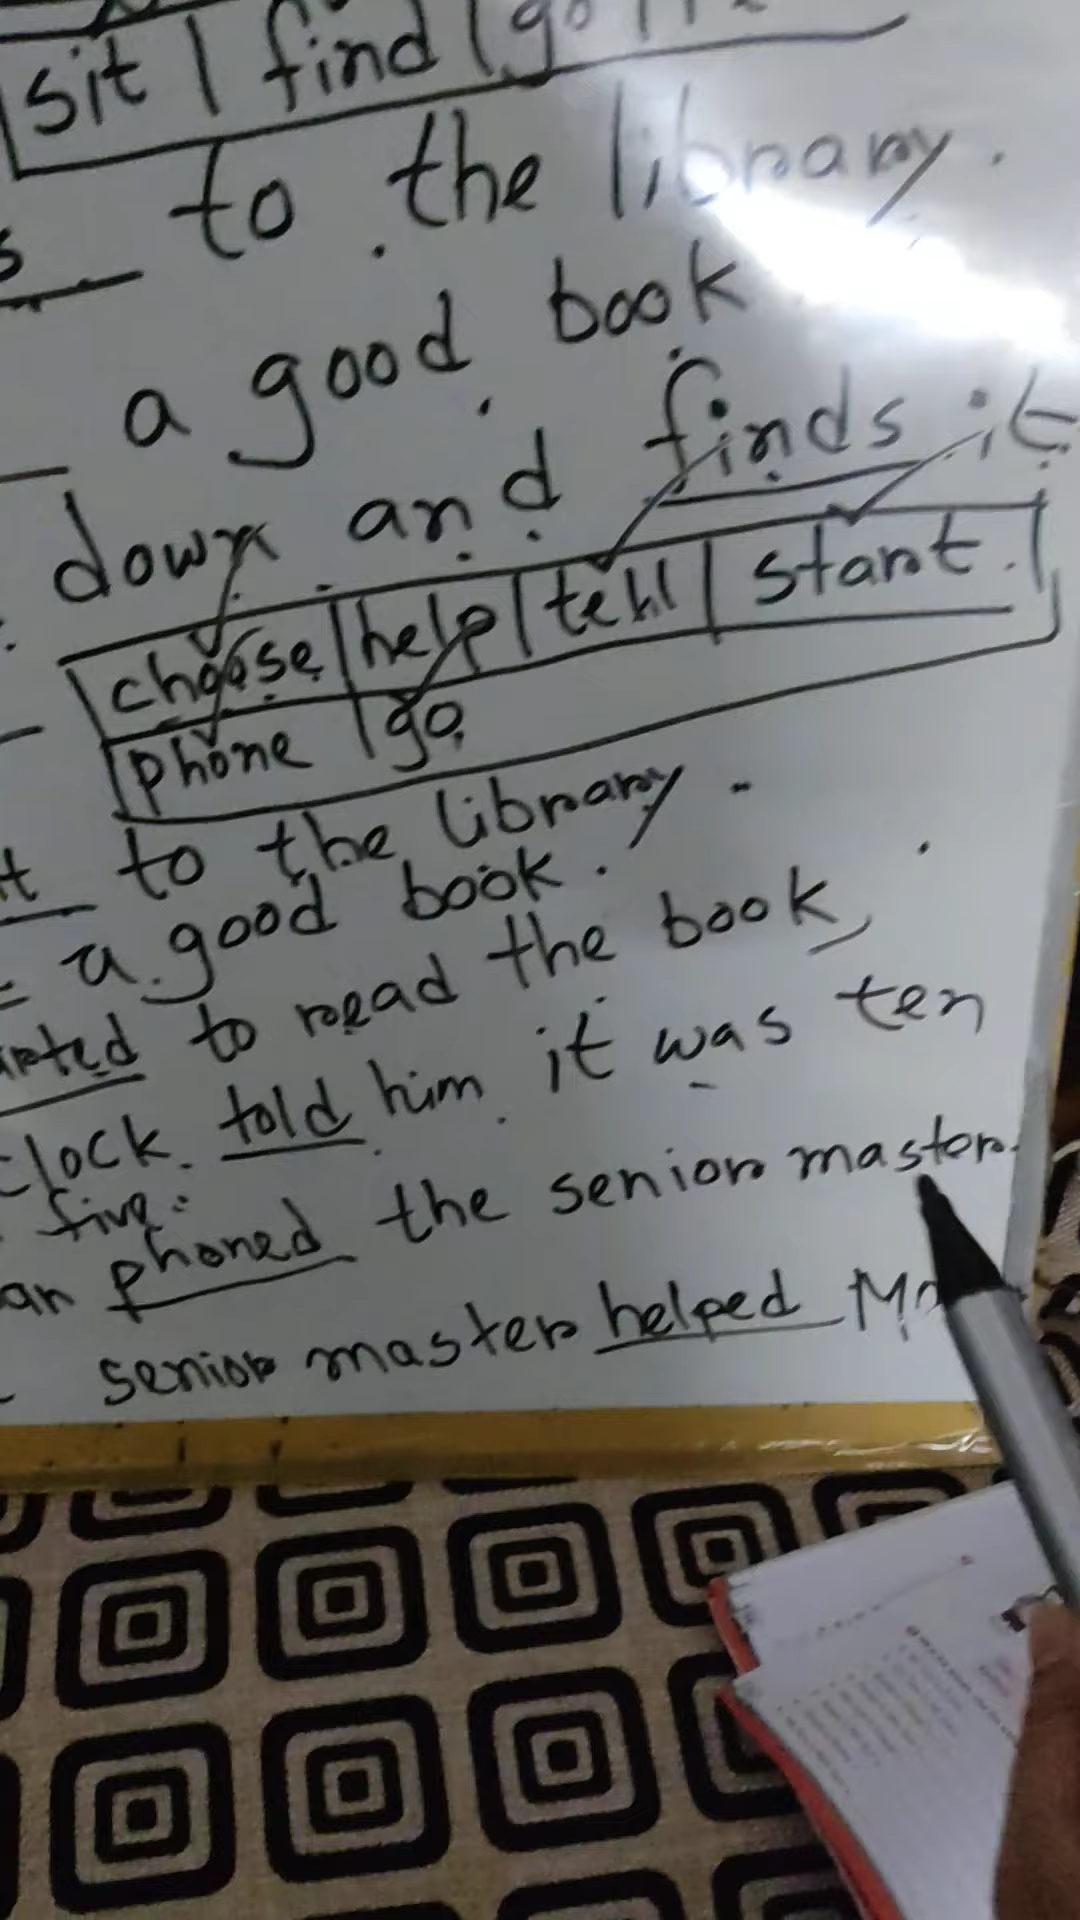 sit | find | go
to the library.
a good book
down and finds it
choose | help | tell | start.
phone | go
to the library.
a good book.
to read the book,
told him it was ten
five.
phoned the senior master.
senior master helped